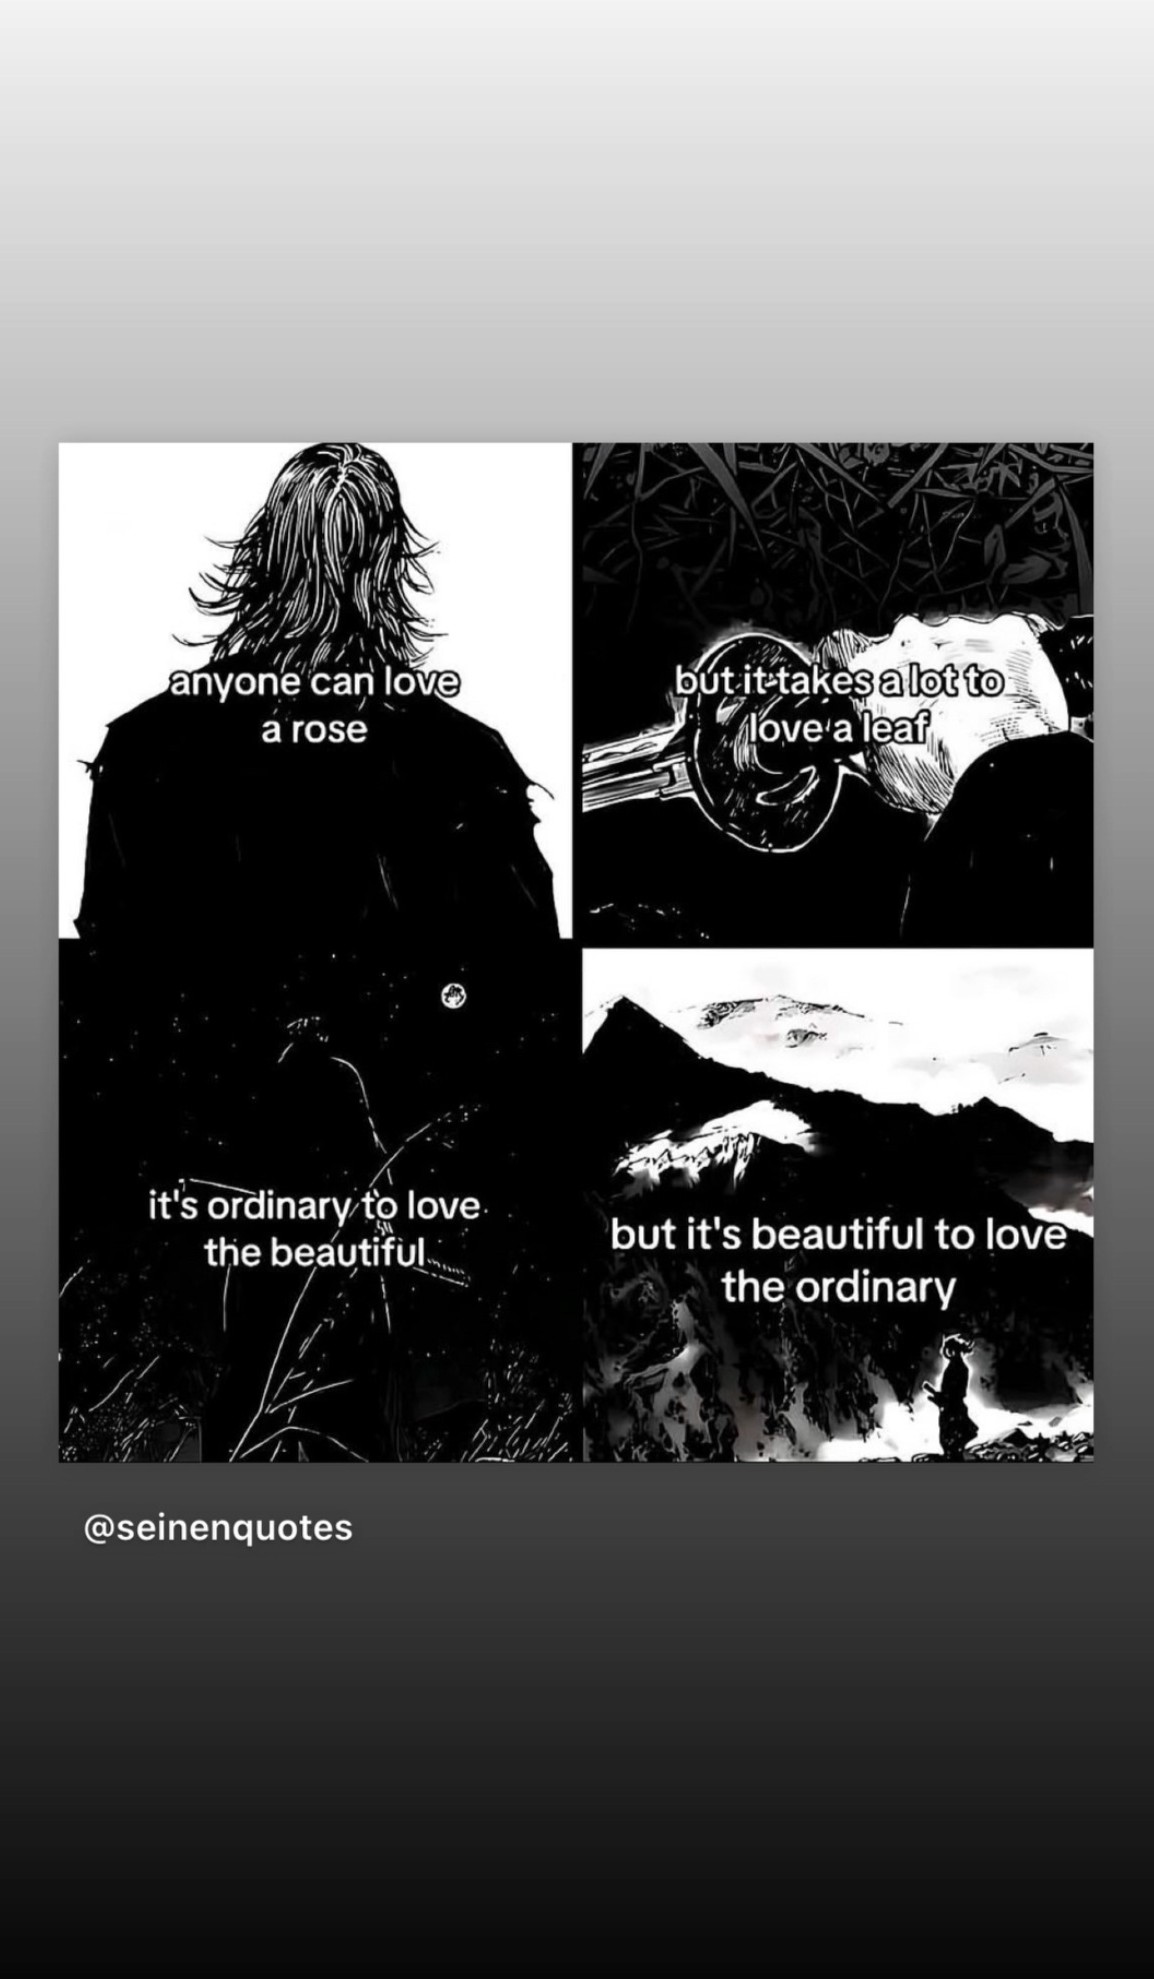 anyone can love
a rose
but it takes a lot to
love a leaf
it's ordinary to love
the beautiful
but it's beautiful to love
the ordinary
@seinenquotes